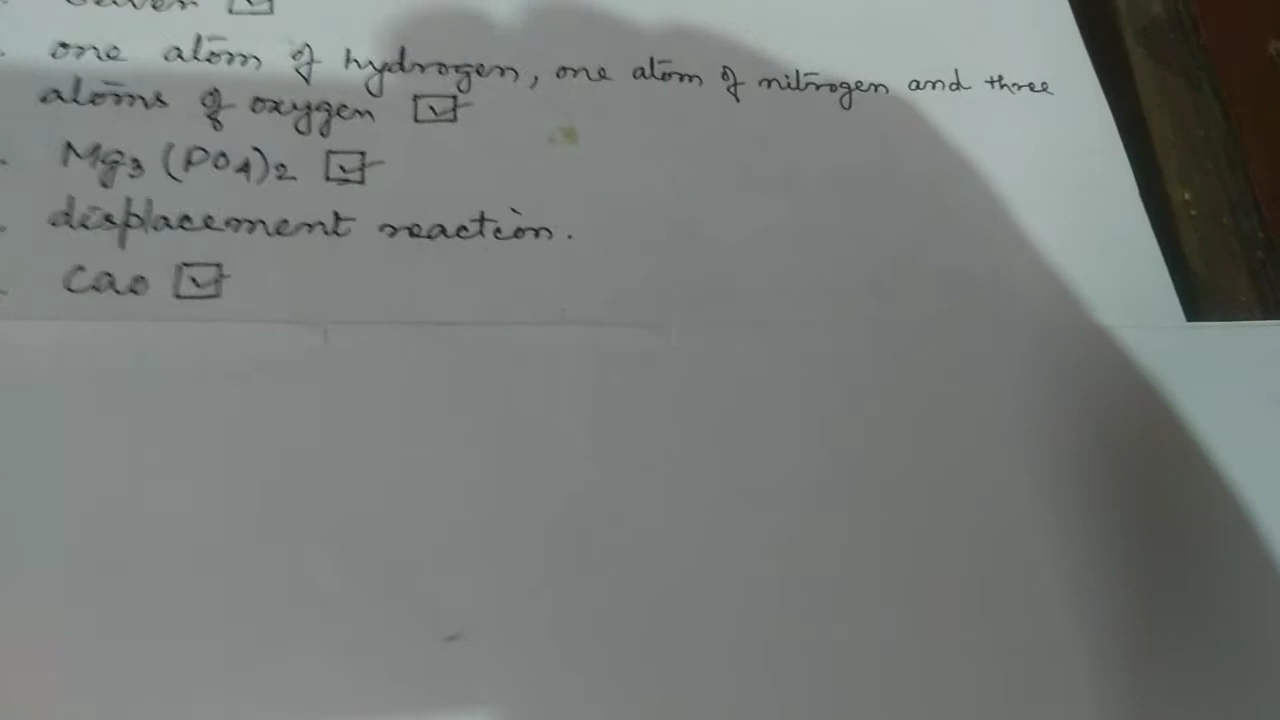 one atom of hydrogen, one atom of nitrogen and three
atoms of oxygen ☑
Mg3 (PO4)2 ☑
displacement reaction.
Cao ☑